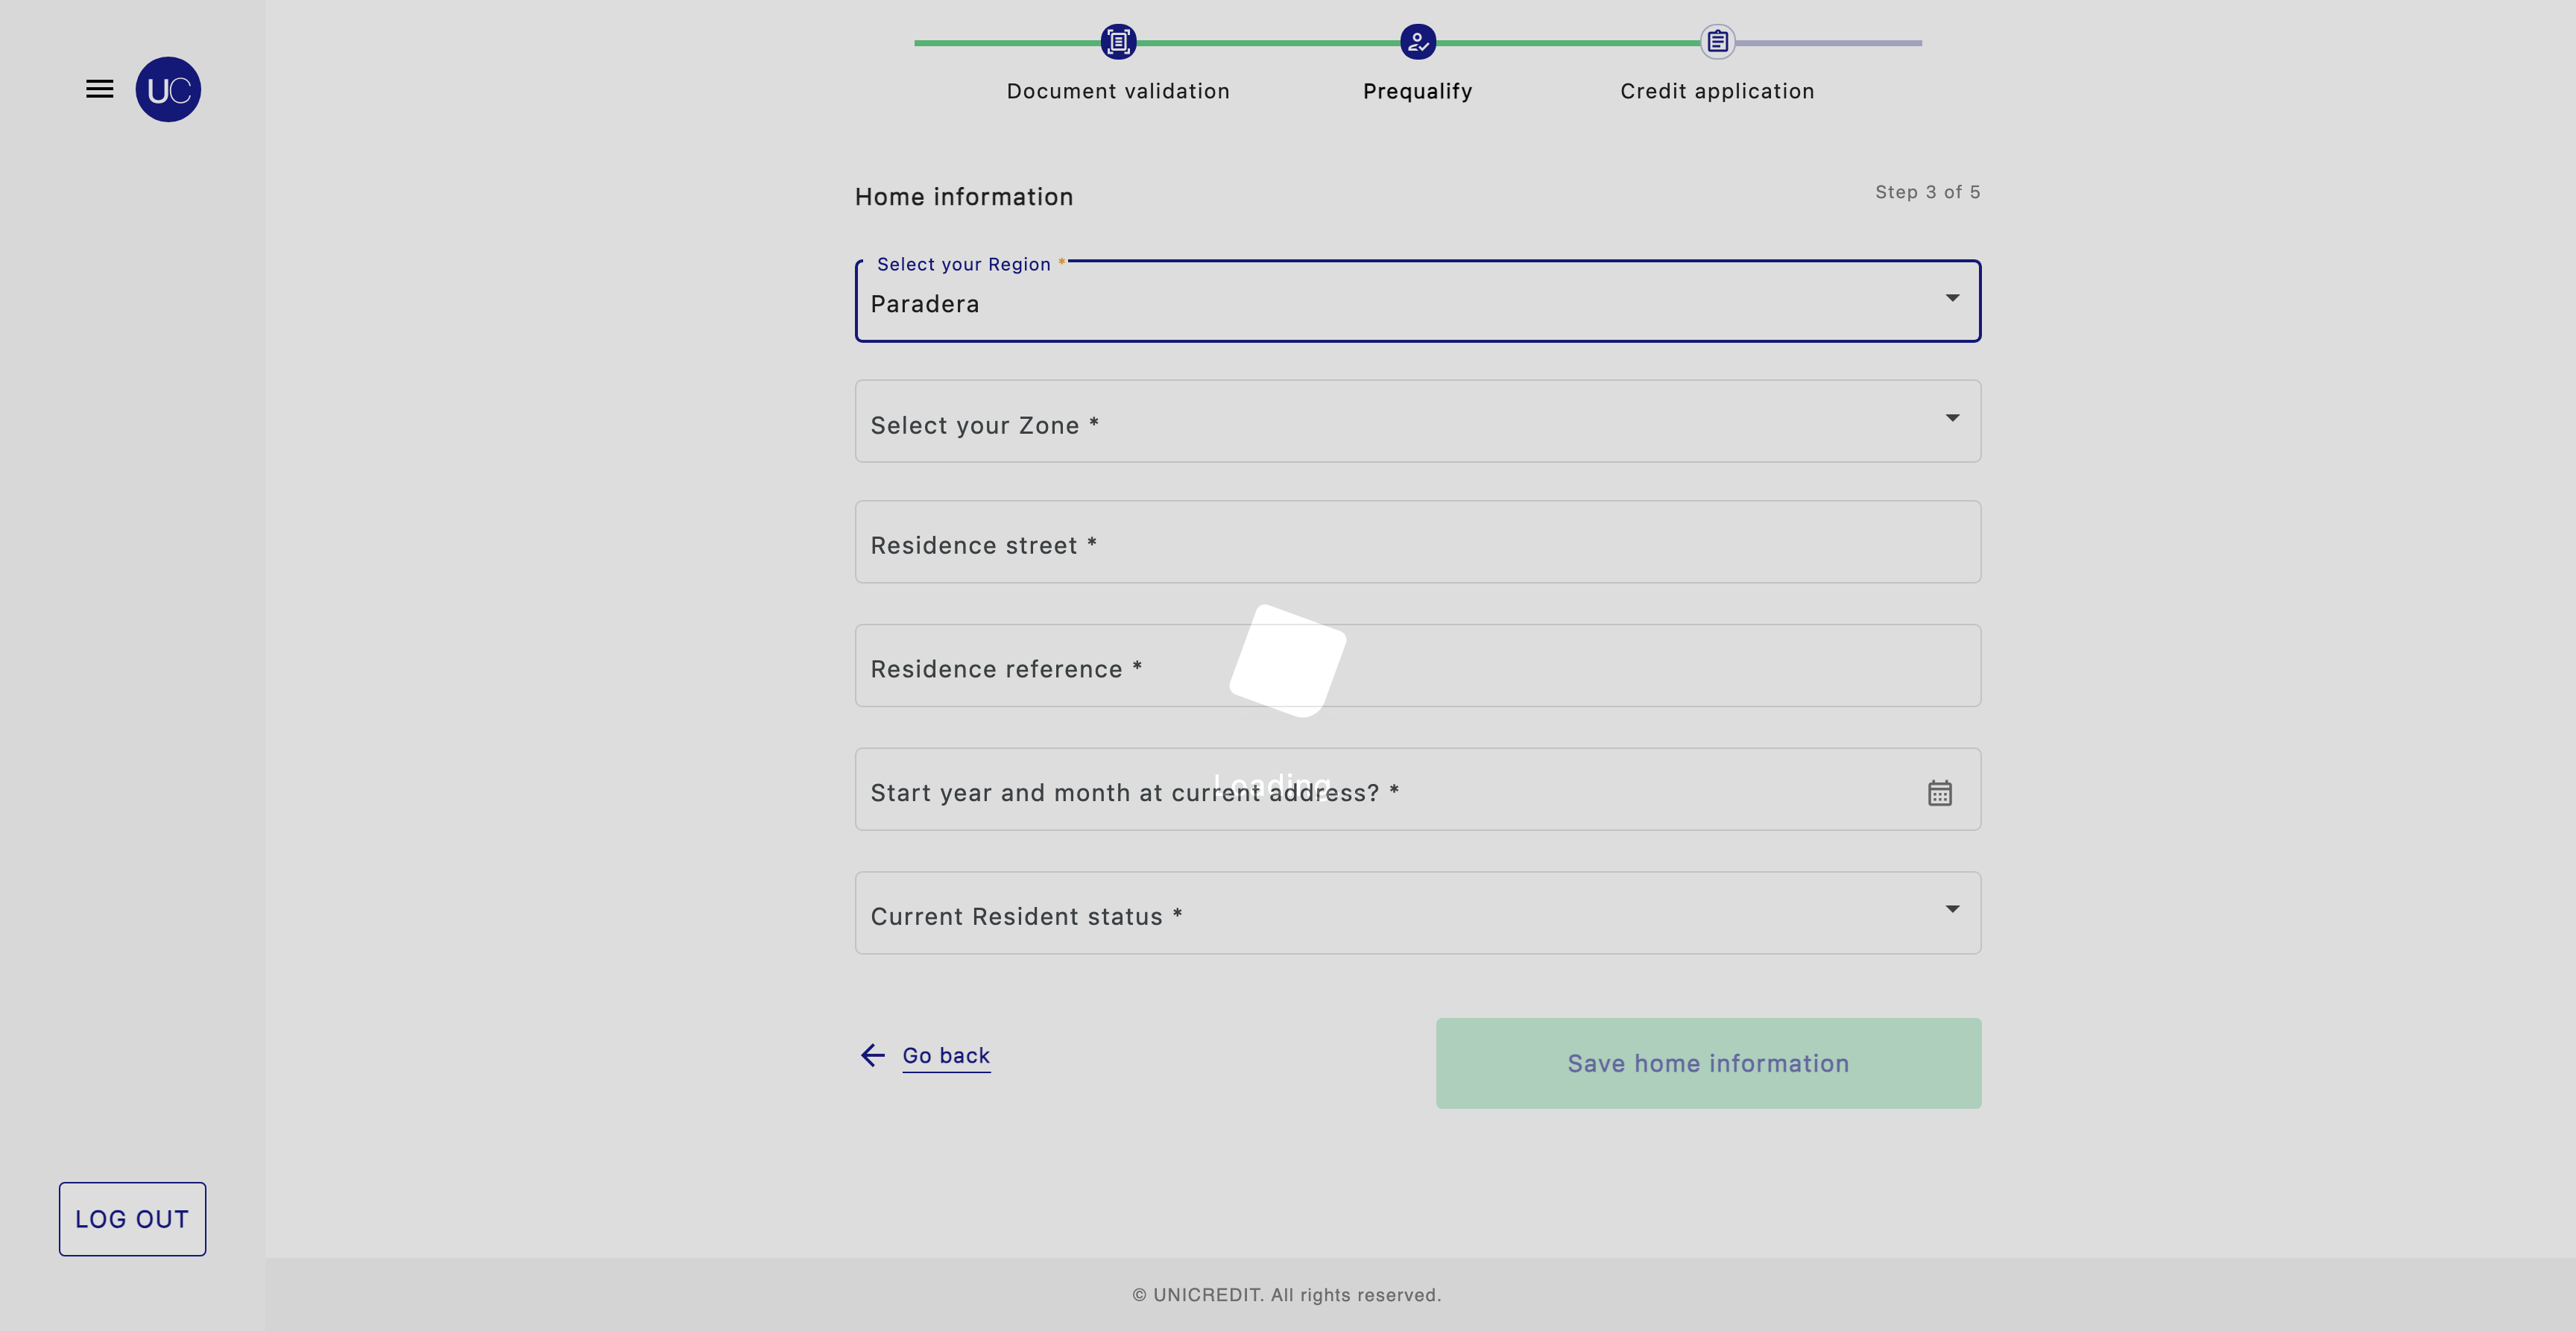 UC
Document validation
Prequalify
Credit application
Home information
Step 3 of 5
Select your Region *
Paradera
Select your Zone *
Residence street *
Residence reference *
Loading
Start year and month at current address? *
Current Resident status *
Go back
Save home information
LOG OUT
© UNICREDIT. All rights reserved.